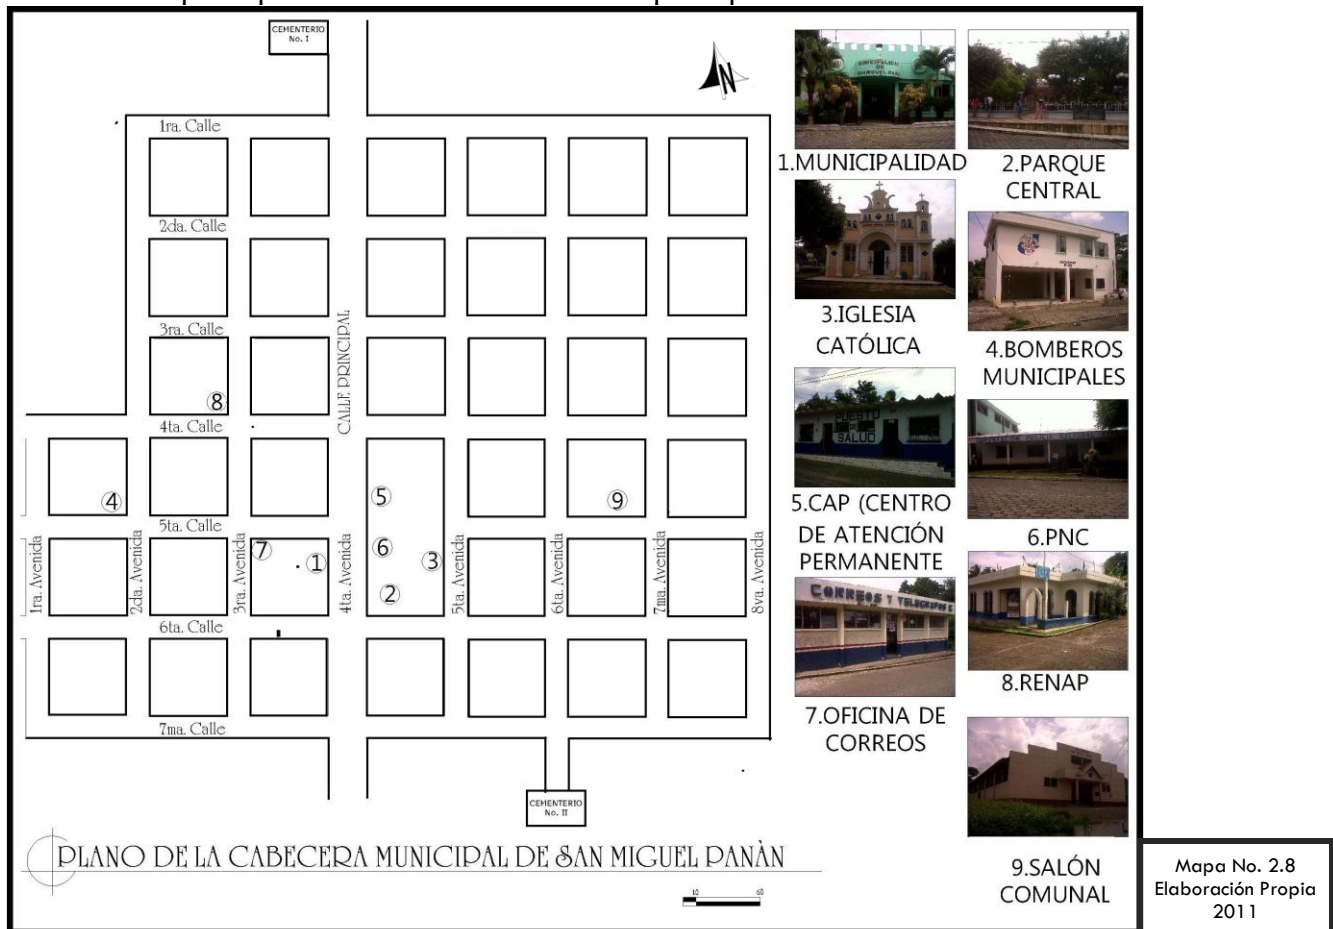 CEMENTERIO
No. I
N
1ra. Calle
2da. Calle
3ra. Calle
CALLE PRINCIPAL
8
4ta. Calle
4
5
9
5ta. Calle
7
1
6
3
2
1ra. Avenida
2da. Avenida
3ra. Avenida
4ta. Avenida
5ta. Avenida
6ta. Avenida
7ma. Avenida
8va. Avenida
6ta. Calle
7ma. Calle
CEMENTERIO
No. II
PLANO DE LA CABECERA MUNICIPAL DE SAN MIGUEL PANÀN
10 60
1.MUNICIPALIDAD
2.PARQUE
CENTRAL
3.IGLESIA
CATÓLICA
4.BOMBEROS
MUNICIPALES
PUESTO
DE
SALUD
5.CAP (CENTRO
DE ATENCIÓN
PERMANENTE
6.PNC
CORREOS Y TELEGRAFOS
7.OFICINA DE
CORREOS
8.RENAP
9.SALÓN
COMUNAL
Mapa No. 2.8
Elaboración Propia
2011